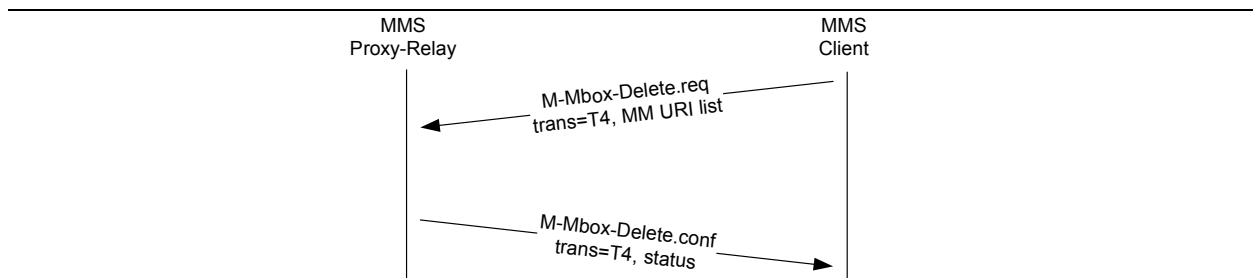 MMS
Proxy-Relay
MMS
Client
M-Mbox-Delete.req
trans=T4, MM URI list
M-Mbox-Delete.conf
trans=T4, status